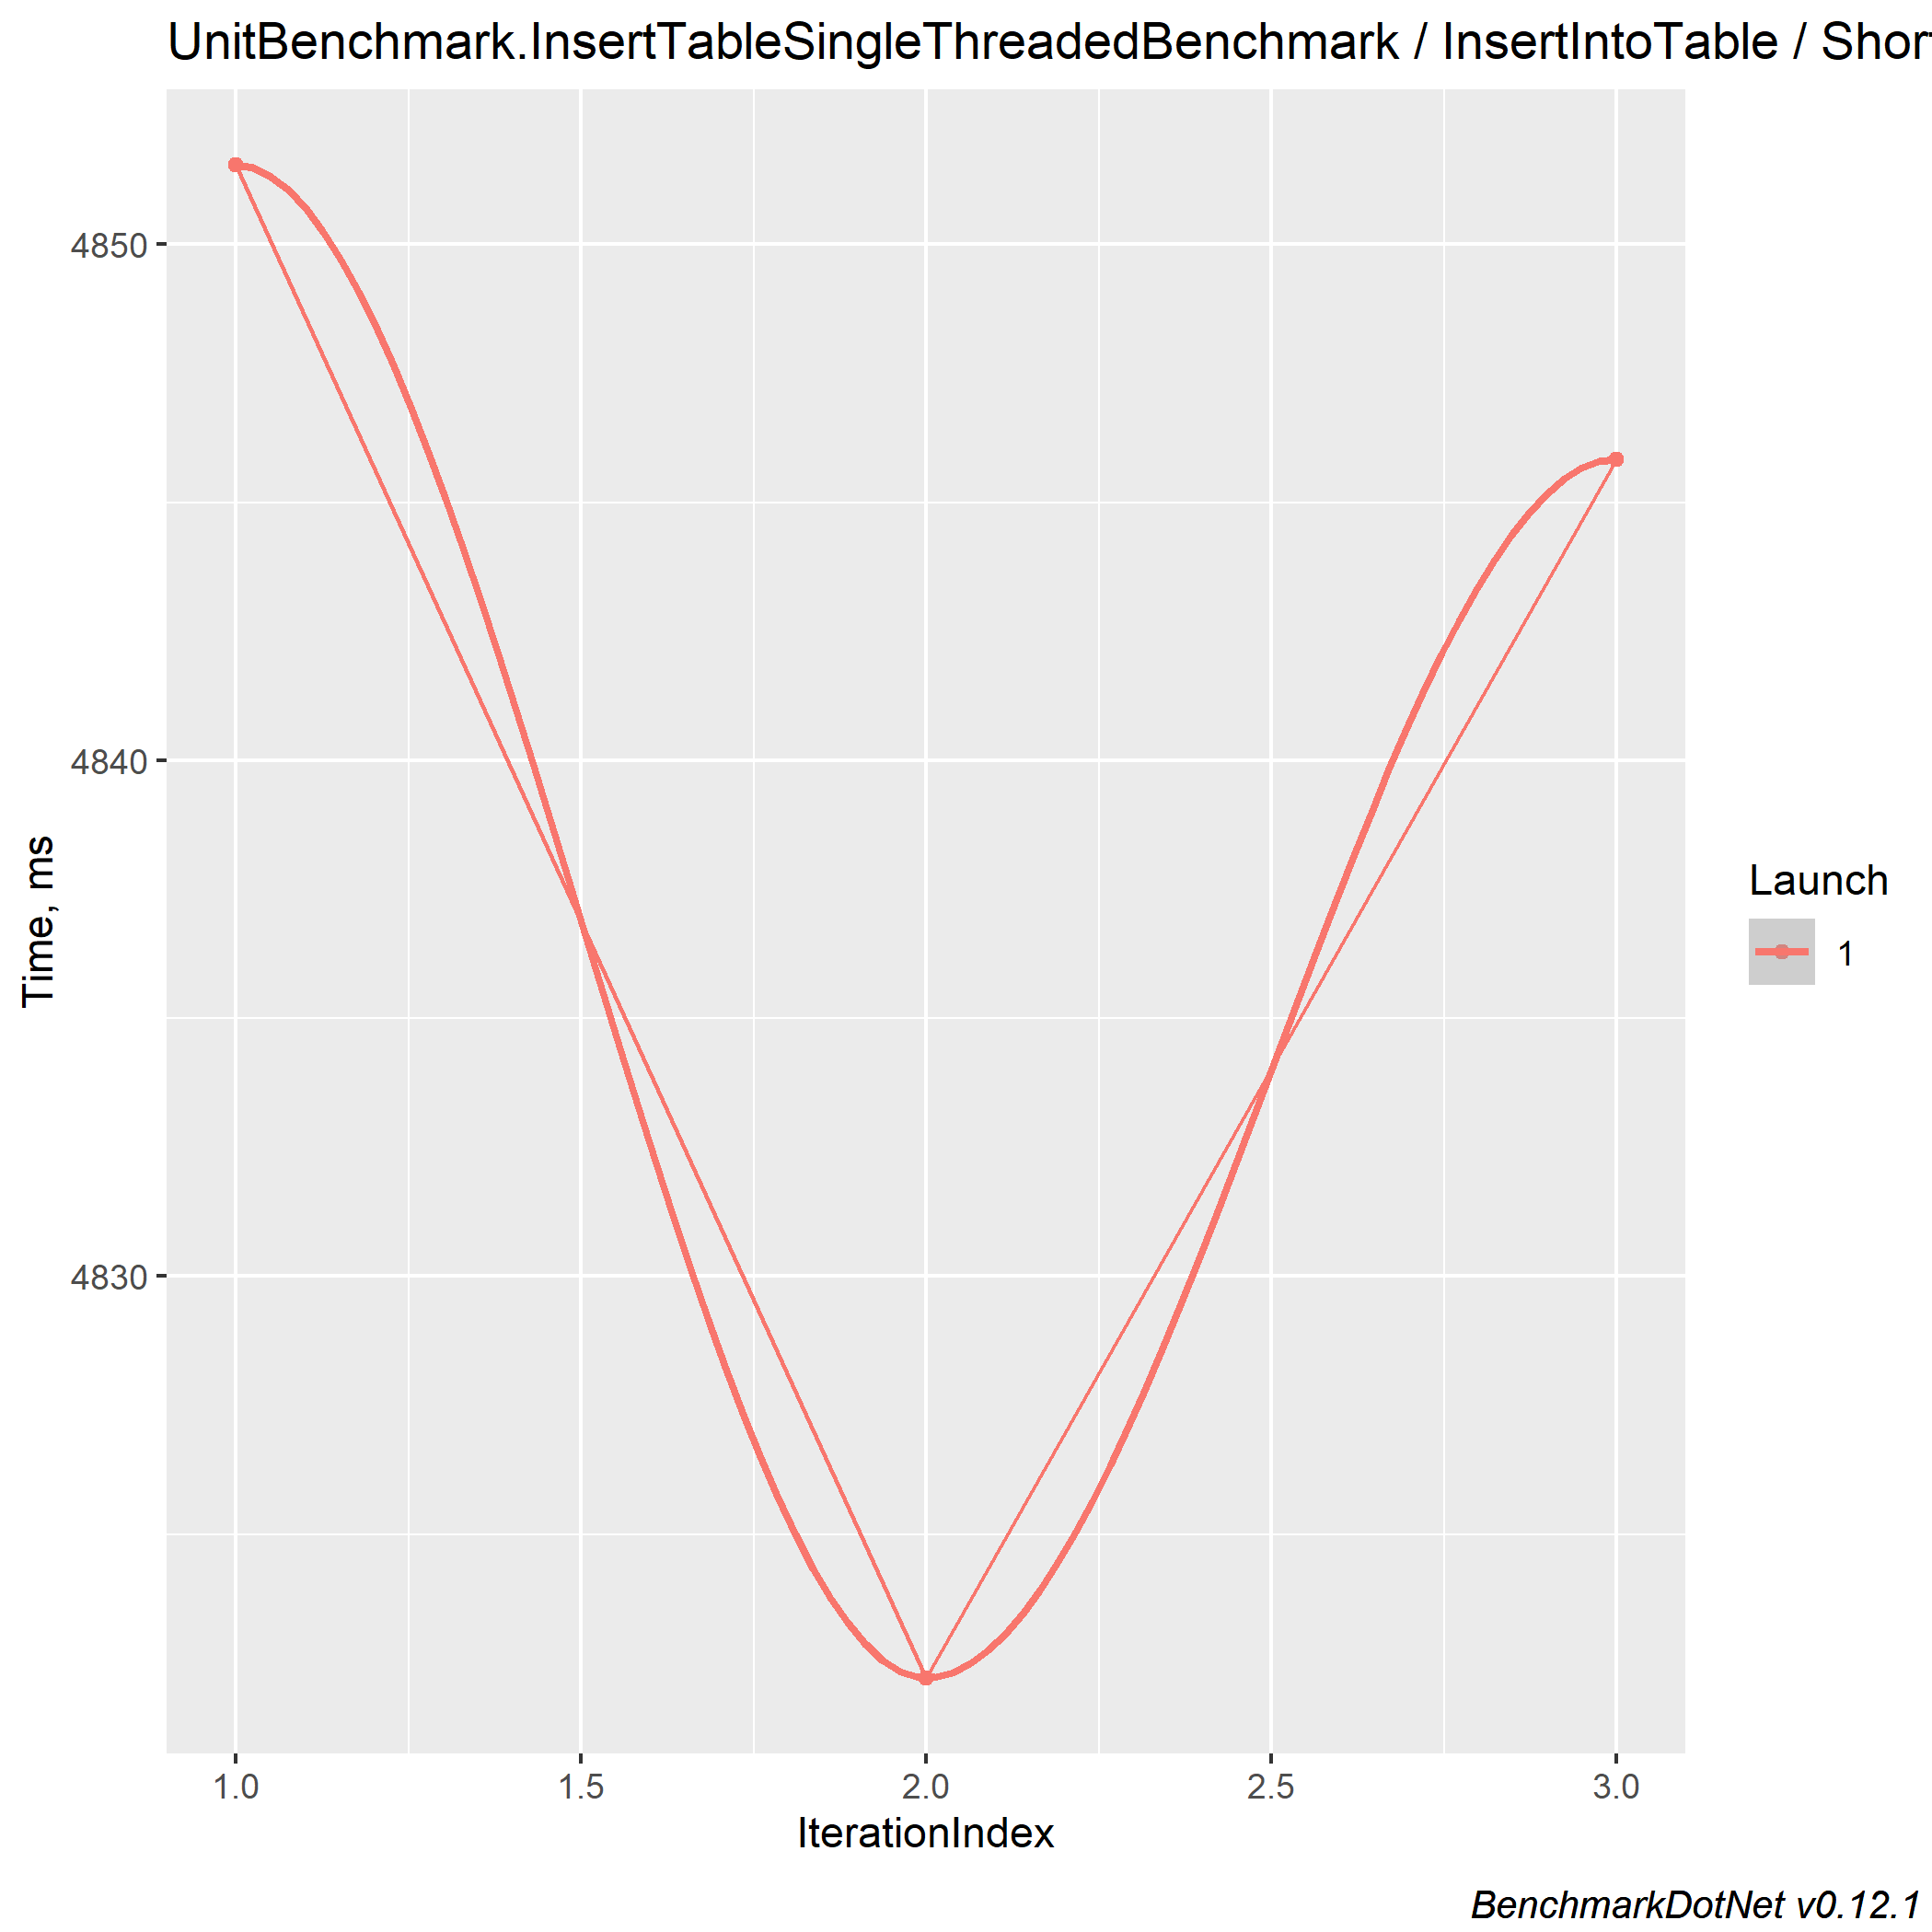 UnitBenchmark.InsertTableSingleThreadedBenchmark / InsertIntoTable /
4850
4840
4830
Time, ms
1.0 1.5 2.0 2.5 3.0
IterationIndex
Launch
1
BenchmarkDotNet v0.12.1